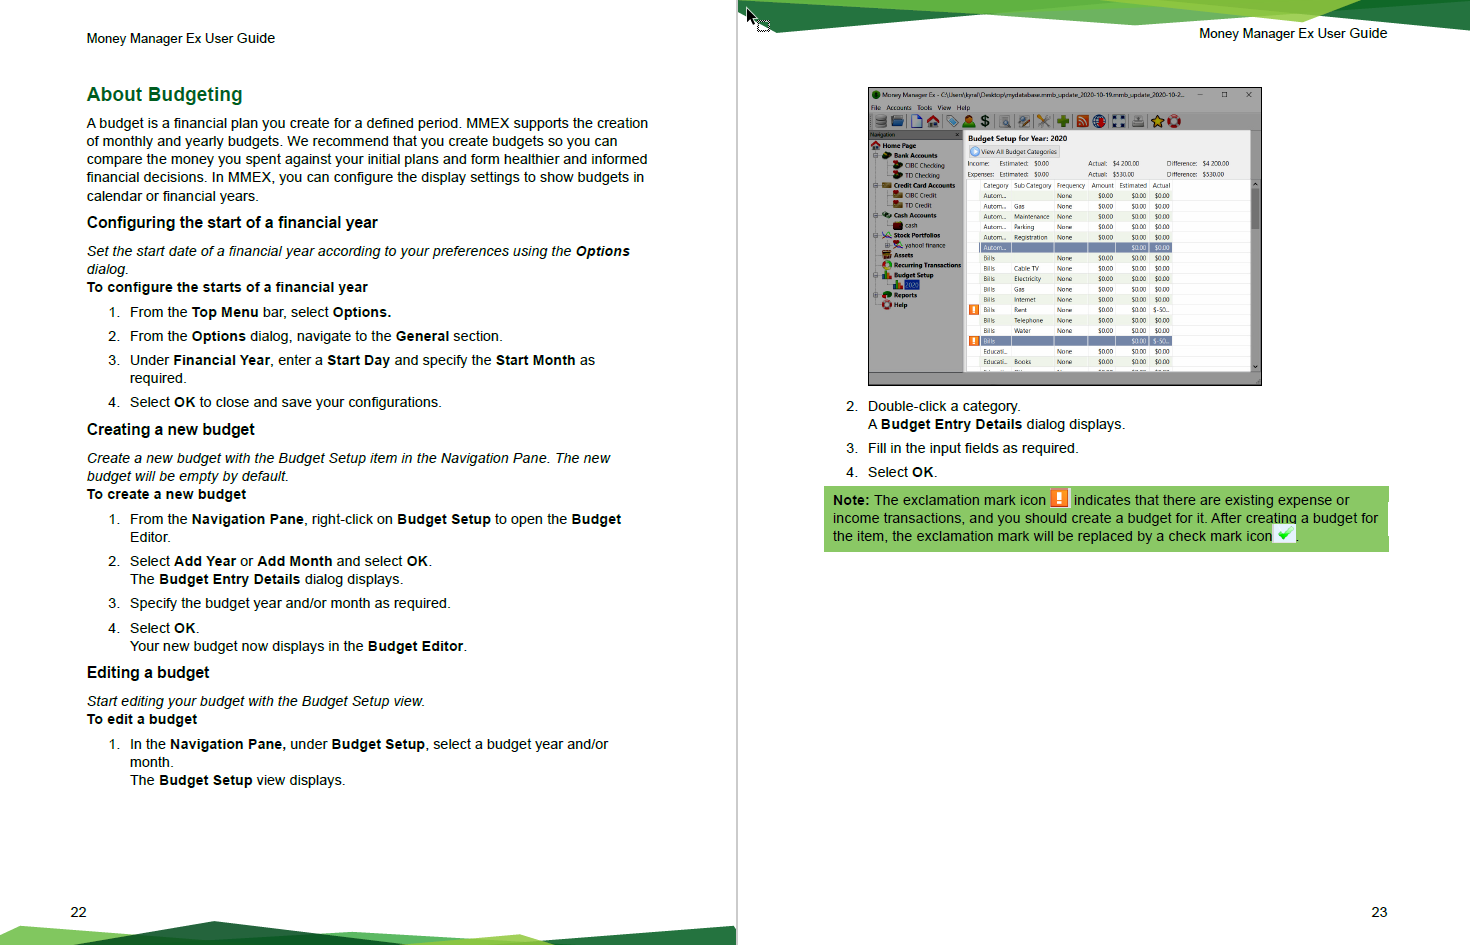 Money Manager Ex User Guide
About Budgeting
A budget is a financial plan you create for a defined period. MMEX supports the creation
of monthly and yearly budgets. We recommend that you create budgets so you can
compare the money you spent against your initial plans and form healthier and informed
financial decisions. In MMEX, you can configure the display settings to show budgets in
calendar or financial years.
Configuring the start of a financial year
Set the start date of a financial year according to your preferences using the Options
dialog.
To configure the starts of a financial year
1. From the Top Menu bar, select Options.
2. From the Options dialog, navigate to the General section.
3. Under Financial Year, enter a Start Day and specify the Start Month as
required.
4. Select OK to close and save your configurations.
Creating a new budget
Create a new budget with the Budget Setup item in the Navigation Pane. The new
budget will be empty by default.
To create a new budget
1. From the Navigation Pane, right-click on Budget Setup to open the Budget
Editor.
2. Select Add Year or Add Month and select OK.
The Budget Entry Details dialog displays.
3. Specify the budget year and/or month as required.
4. Select OK.
Your new budget now displays in the Budget Editor.
Editing a budget
Start editing your budget with the Budget Setup view.
To edit a budget
1. In the Navigation Pane, under Budget Setup, select a budget year and/or
month.
The Budget Setup view displays.
22
Money Manager Ex User Guide
Money Manager Ex - C:\Users\kyral\Desktop\mydatabase.mmb_update_2020-10-19.mmb_update_2020-10-2...
File Accounts Tools View Help
Navigation
Home Page
Bank Accounts
CIBC Checking
TD Checking
Credit Card Accounts
CIBC Credit
TD Credit
Cash Accounts
cash
Stock Portfolios
yahoo! finance
Assets
Recurring Transactions
Budget Setup
2020
Reports
Help
Budget Setup for Year: 2020
View All Budget Categories
Income: Estimated: $0.00 Actual: $4 200.00 Difference: $4 200.00
Expenses: Estimated: $0.00 Actual: $530.00 Difference: $530.00
Category Sub Category Frequency Amount Estimated Actual
Autom... None $0.00 $0.00 $0.00
Autom... Gas None $0.00 $0.00 $0.00
Autom... Maintenance None $0.00 $0.00 $0.00
Autom... Parking None $0.00 $0.00 $0.00
Autom... Registration None $0.00 $0.00 $0.00
Autom... $0.00 $0.00
Bills None $0.00 $0.00 $0.00
Bills Cable TV None $0.00 $0.00 $0.00
Bills Electricity None $0.00 $0.00 $0.00
Bills Gas None $0.00 $0.00 $0.00
Bills Internet None $0.00 $0.00 $0.00
Bills Rent None $0.00 $0.00 $-50...
Bills Telephone None $0.00 $0.00 $0.00
Bills Water None $0.00 $0.00 $0.00
Bills $0.00 $-50...
Educati... None $0.00 $0.00 $0.00
Educati... Books None $0.00 $0.00 $0.00
2. Double-click a category.
A Budget Entry Details dialog displays.
3. Fill in the input fields as required.
4. Select OK.
Note: The exclamation mark icon indicates that there are existing expense or
income transactions, and you should create a budget for it. After creating a budget for
the item, the exclamation mark will be replaced by a check mark icon.
23